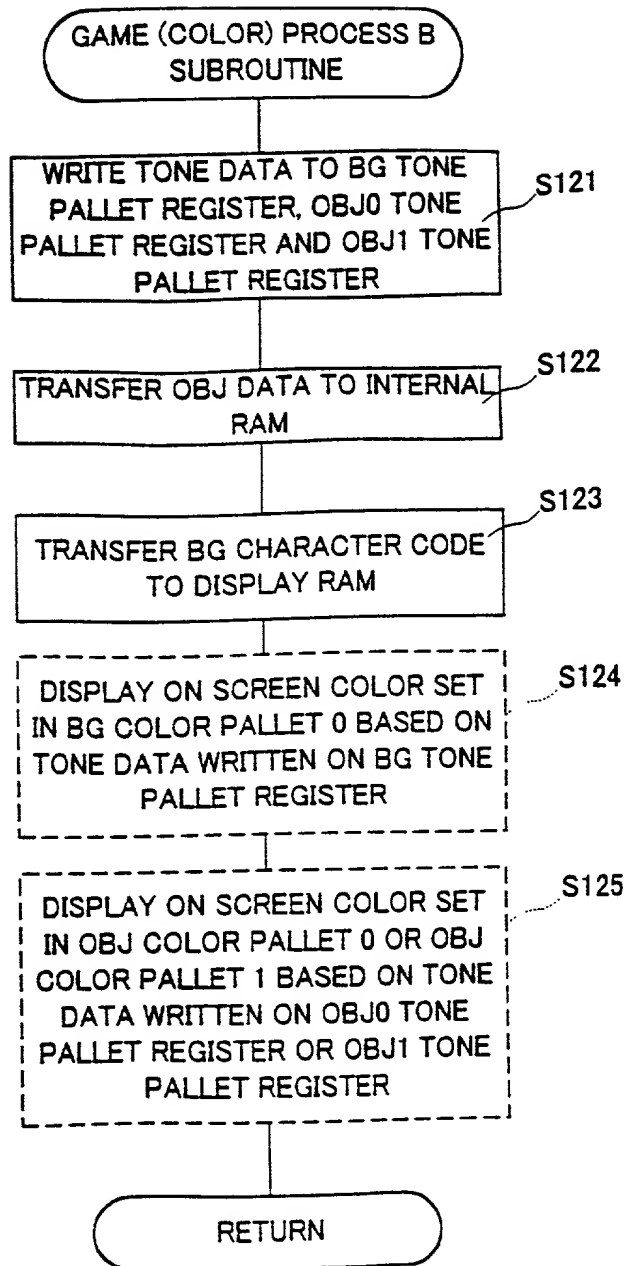 GAME (COLOR) PROCESS B
SUBROUTINE
WRITE TONE DATA TO BG TONE
PALLET REGISTER, OBJ0 TONE
PALLET REGISTER AND OBJ1 TONE
PALLET REGISTER
S121
TRANSFER OBJ DATA TO INTERNAL
RAM
S122
TRANSFER BG CHARACTER CODE
TO DISPLAY RAM
S123
DISPLAY ON SCREEN COLOR SET
IN BG COLOR PALLET 0 BASED ON
TONE DATA WRITTEN ON BG TONE
PALLET REGISTER
S124
DISPLAY ON SCREEN COLOR SET
IN OBJ COLOR PALLET 0 OR OBJ
COLOR PALLET 1 BASED ON TONE
DATA WRITTEN ON OBJ0 TONE
PALLET REGISTER OR OBJ1 TONE
PALLET REGISTER
S125
RETURN